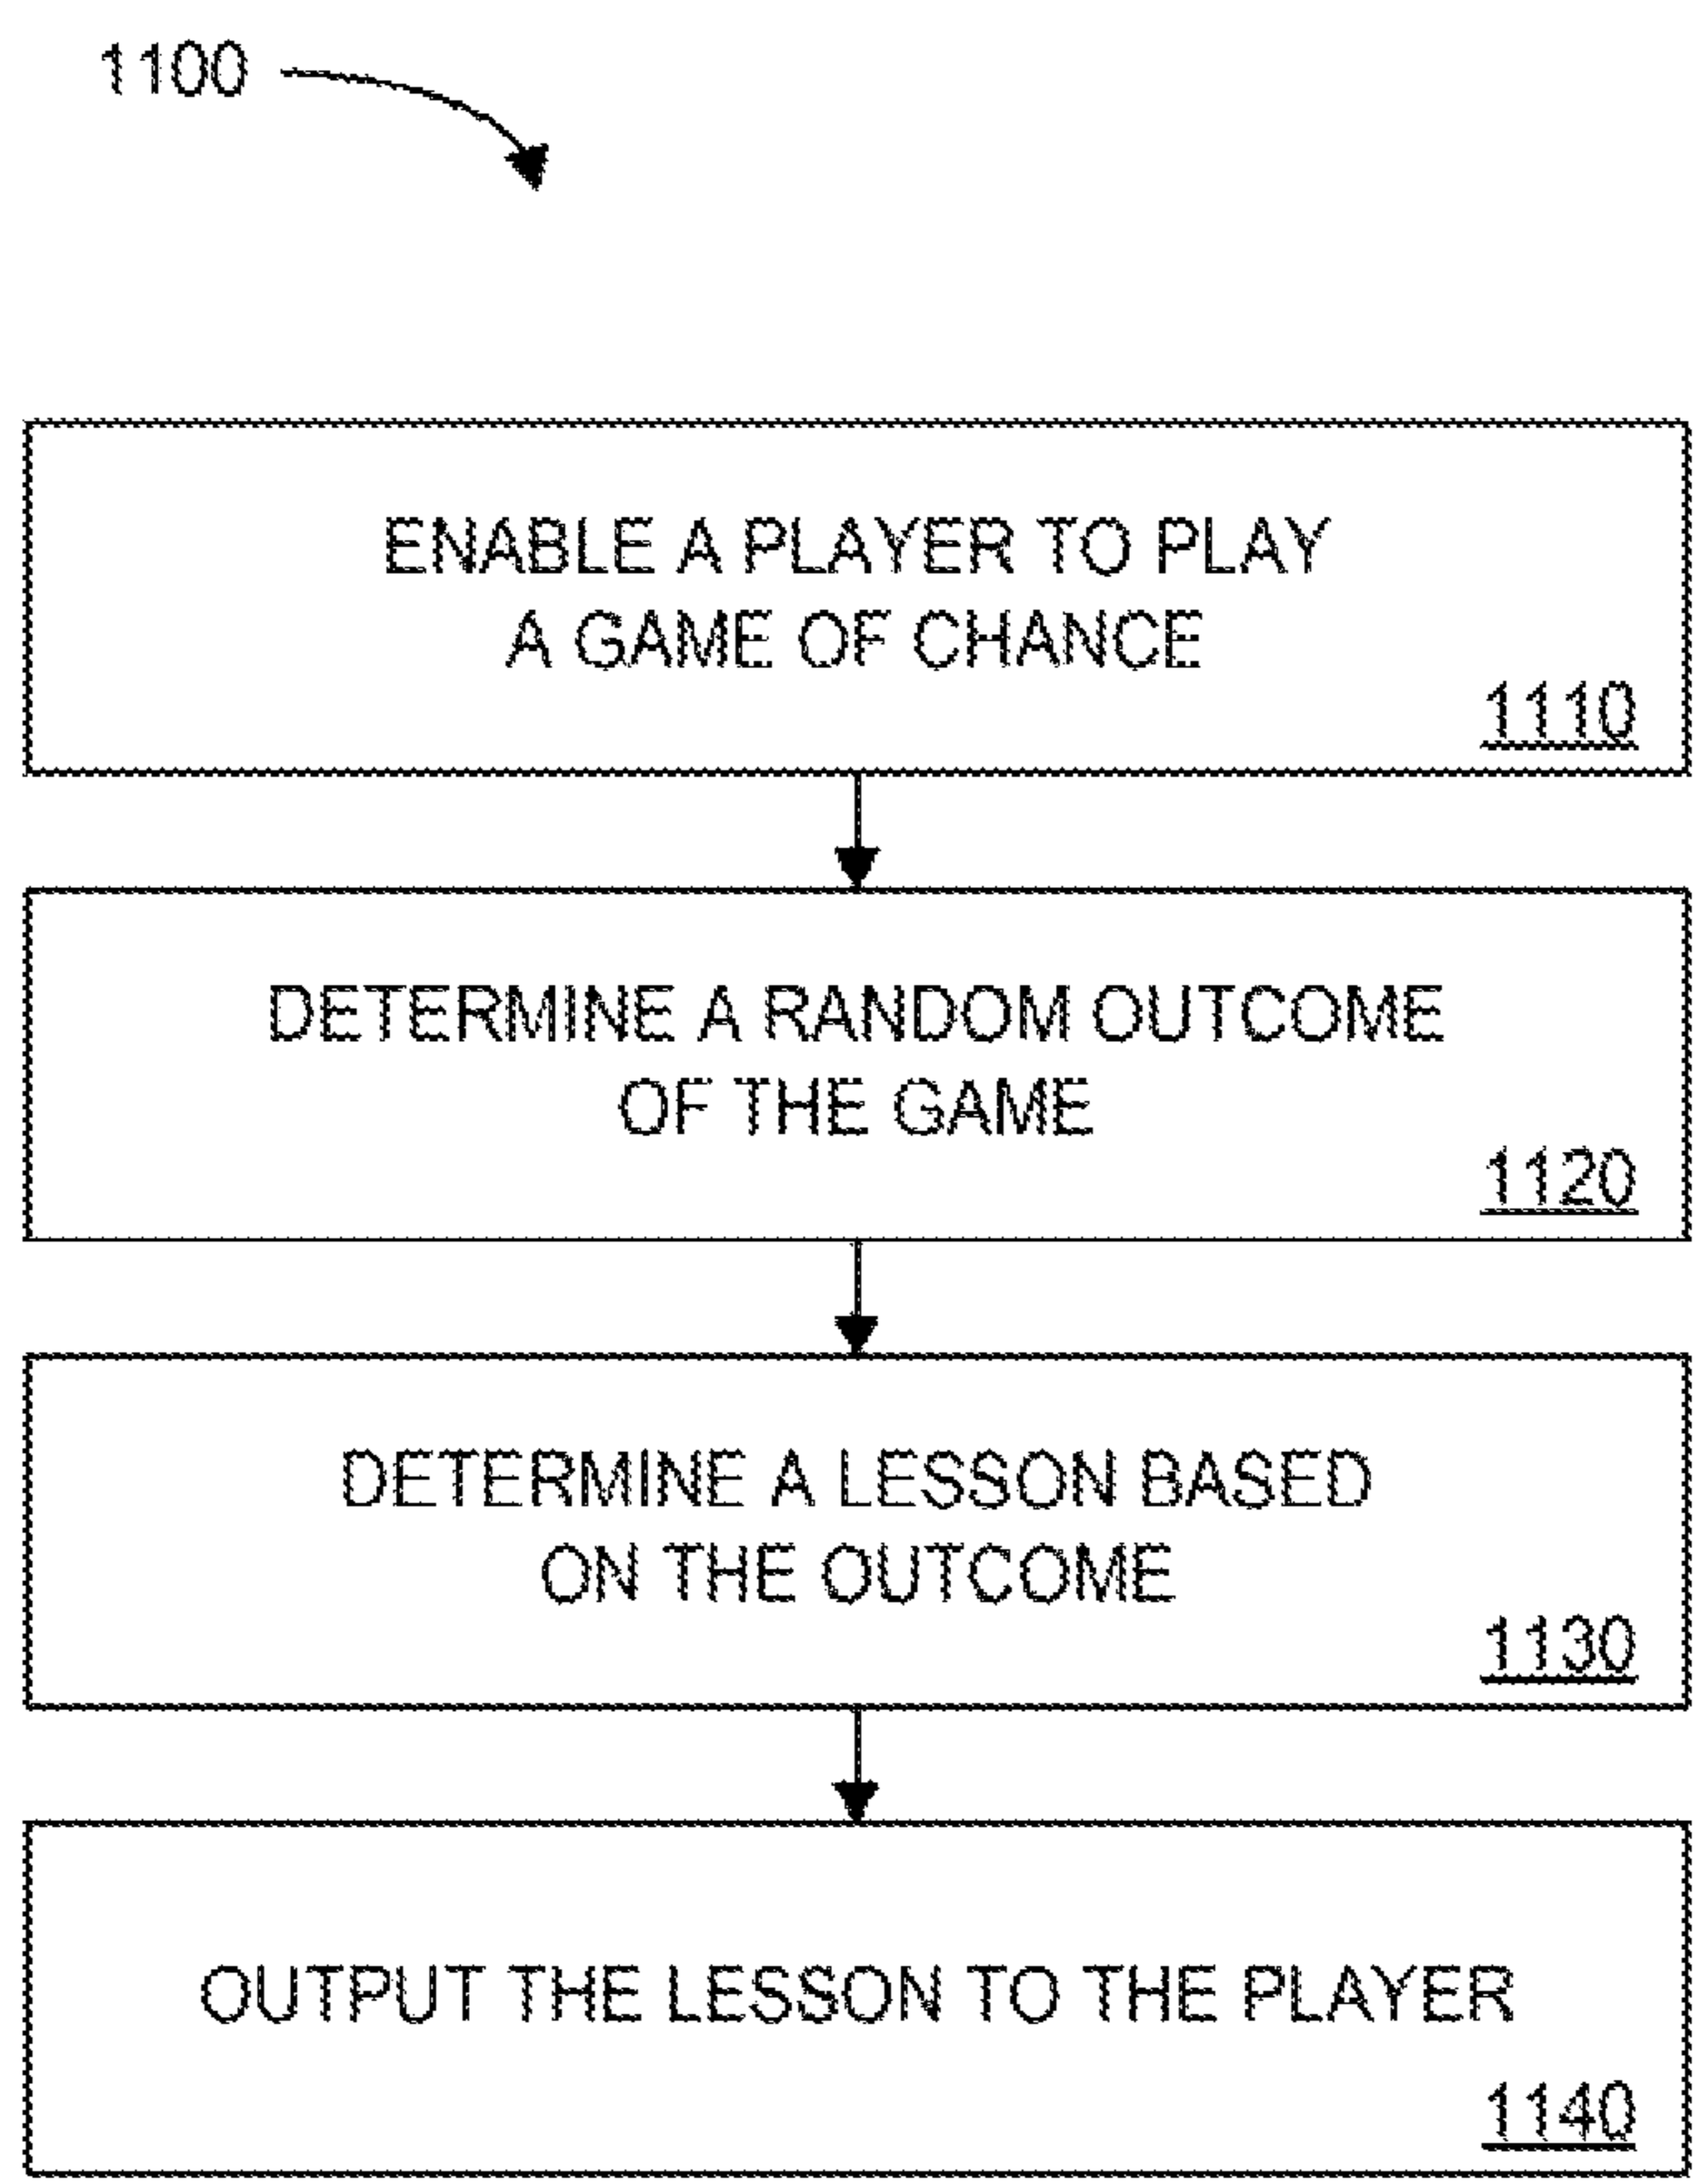 1100
ENABLE A PLAYER TO PLAY
A GAME OF CHANCE
1110
DETERMINE A RANDOM OUTCOME
OF THE GAME
1120
DETERMINE A LESSON BASED
ON THE OUTCOME
1130
OUTPUT THE LESSON TO THE PLAYER
1140